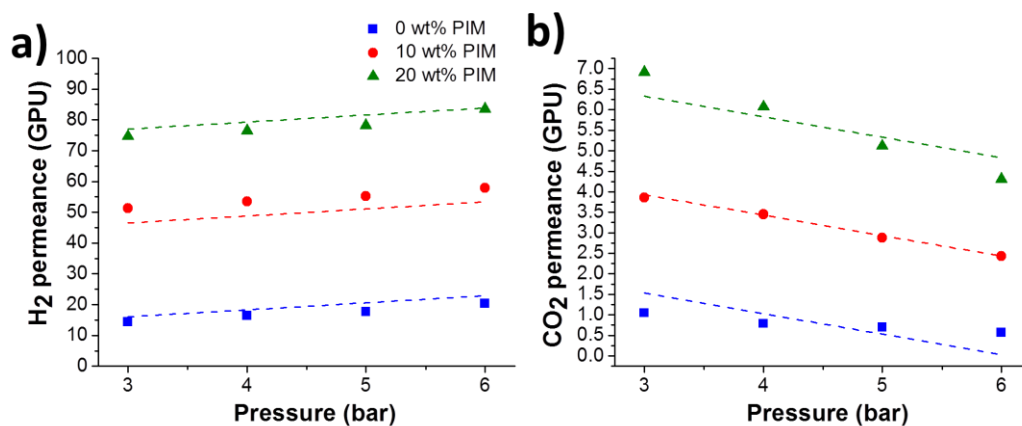 a)
H2 permeance (GPU)
100
90
80
70
60
50
40
30
20
10
0
3 4 5 6
Pressure (bar)
0 wt% PIM
10 wt% PIM
20 wt% PIM
b)
CO2 permeance (GPU)
7.0
6.5
6.0
5.5
5.0
4.5
4.0
3.5
3.0
2.5
2.0
1.5
1.0
0.5
0.0
3 4 5 6
Pressure (bar)